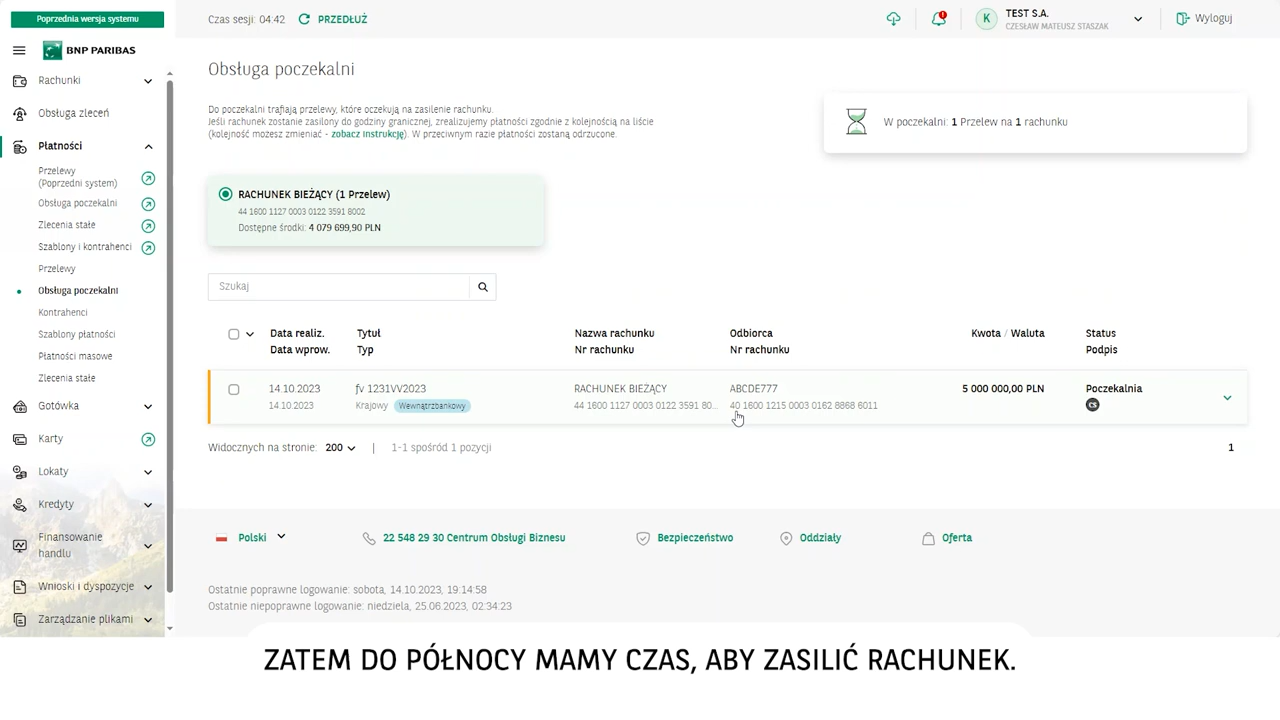 Poprzednia wersja systemu
Czas sesji: 04:42 PRZEDŁUŻ
K TEST S.A.
CZESŁAW MATEUSZ STASZAK
Wyloguj
BNP PARIBAS
Rachunki
Obsługa zleceń
Płatności
Przelewy
(Poprzedni system)
Obsługa poczekalni
Zlecenia stałe
Szablony i kontrahenci
Przelewy
Obsługa poczekalni
Kontrahenci
Szablony płatności
Płatności masowe
Zlecenia stałe
Gotówka
Karty
Lokaty
Kredyty
Finansowanie
handlu
Wnioski i dyspozycje
Zarządzanie plikami
Obsługa poczekalni
Do poczekalni trafiają przelewy, które oczekują na zasilenie rachunku.
Jeśli rachunek zostanie zasilony do godziny granicznej, zrealizujemy płatności zgodnie z kolejnością na liście
(kolejność możesz zmieniać - zobacz instrukcję). W przeciwnym razie płatności zostaną odrzucone.
W poczekalni: 1 Przelew na 1 rachunku
RACHUNEK BIEŻĄCY (1 Przelew)
44 1600 1127 0003 0122 3591 8002
Dostępne środki: 4 079 699,90 PLN
Szukaj
Data realiz. Tytuł Nazwa rachunku Odbiorca Kwota / Waluta Status
Data wprow. Typ Nr rachunku Nr rachunku Podpis
14.10.2023 fv 1231VV2023 RACHUNEK BIEŻĄCY ABCDE777 5 000 000,00 PLN Poczekalnia
14.10.2023 Krajowy Wewnątrzbankowy 44 1600 1127 0003 0122 3591 80... 40 1600 1215 0003 0162 8868 6011 CS
Widocznych na stronie: 200 | 1-1 spośród 1 pozycji 1
Polski 22 548 29 30 Centrum Obsługi Biznesu Bezpieczeństwo Oddziały Oferta
Ostatnie poprawne logowanie: sobota, 14.10.2023, 19:14:58
Ostatnie niepoprawne logowanie: niedziela, 25.06.2023, 02:34:23
ZATEM DO PÓŁNOCY MAMY CZAS, ABY ZASILIĆ RACHUNEK.